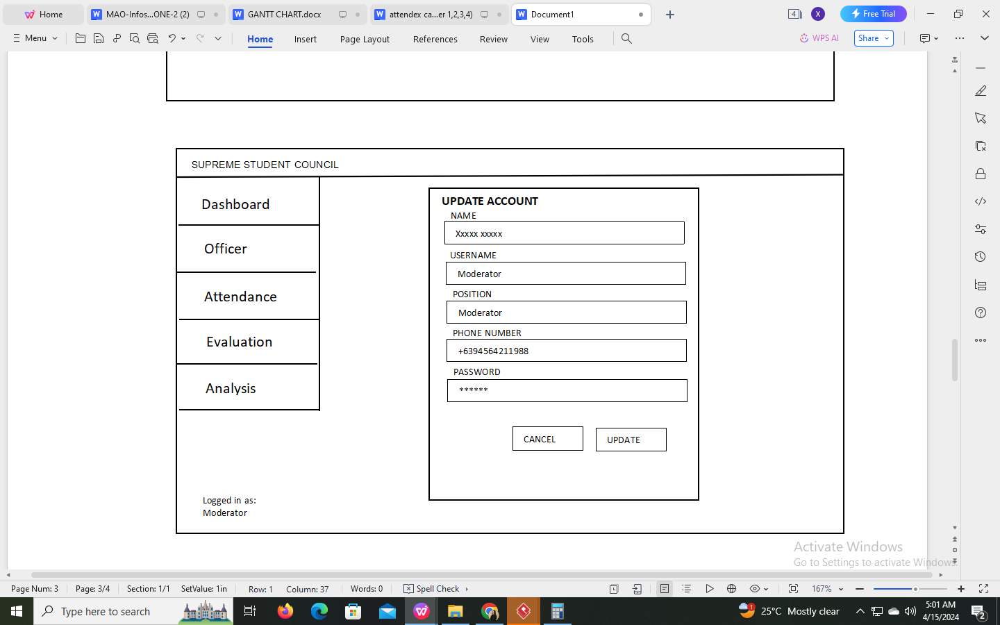 Home
MAO-Infos...ONE-2 (2)
GANTT CHART.docx
attendex ca...er 1,2,3,4)
Document1
4
X
Free Trial
Menu
Home
Insert
Page Layout
References
Review
View
Tools
WPS AI
Share
SUPREME STUDENT COUNCIL
Dashboard
Officer
Attendance
Evaluation
Analysis
Logged in as:
Moderator
UPDATE ACCOUNT
NAME
Xxxxx xxxxx
USERNAME
Moderator
POSITION
Moderator
PHONE NUMBER
+6394564211988
PASSWORD
******
CANCEL
UPDATE
Activate Windows
Go to Settings to activate Windows.
Page Num: 3
Page: 3/4
Section: 1/1
SetValue: 1in
Row: 1
Column: 37
Words: 0
Spell Check
167%
Type here to search
1
25°C Mostly clear
5:01 AM
4/15/2024
2